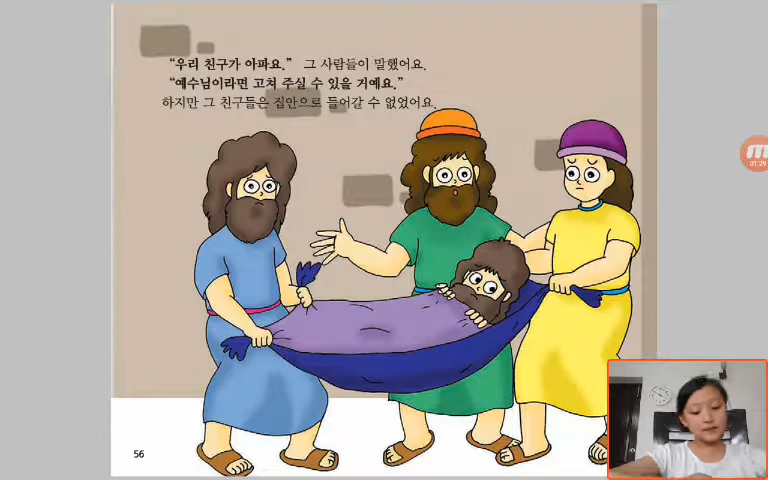 “우리 친구가 아파요.” 그 사람들이 말했어요.
“예수님이라면 고쳐 주실 수 있을 거예요.”
하지만 그 친구들은 집안으로 들어갈 수 없었어요.
56
01:29